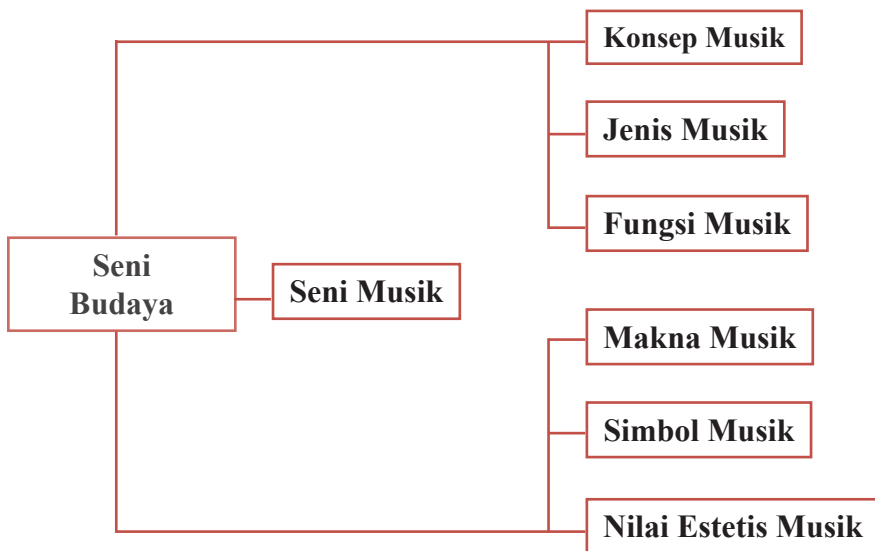 Konsep Musik
Jenis Musik
Fungsi Musik
Seni
Budaya
Seni Musik
Makna Musik
Simbol Musik
Nilai Estetis Musik